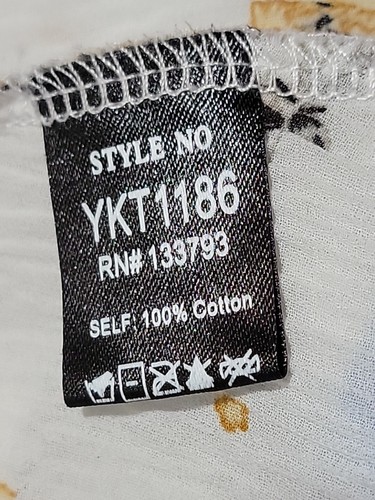 STYLE NO
YKT1186
RN# 133793
SELF: 100% Cotton